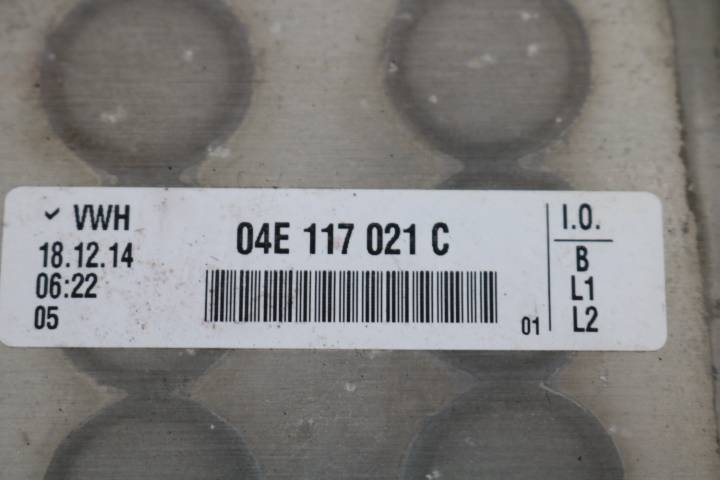 ✓ VWH
18.12.14
06:22
05
04E 117 021 C
01
I.O.
B
L1
L2